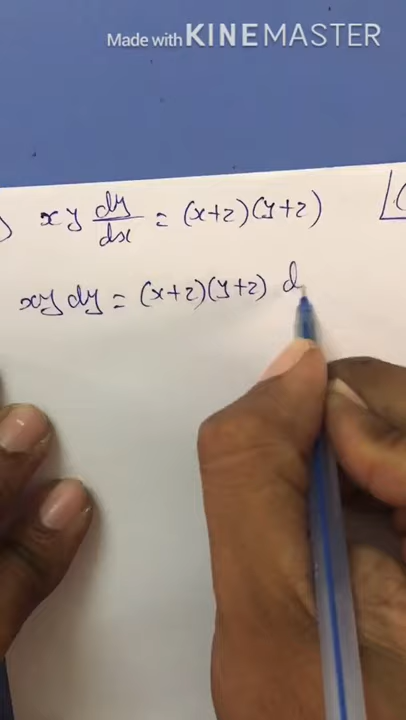 Made with KINEMASTER
xy dy/dx = (x+2)(y+2)
xy dy = (x+2)(y+2) d